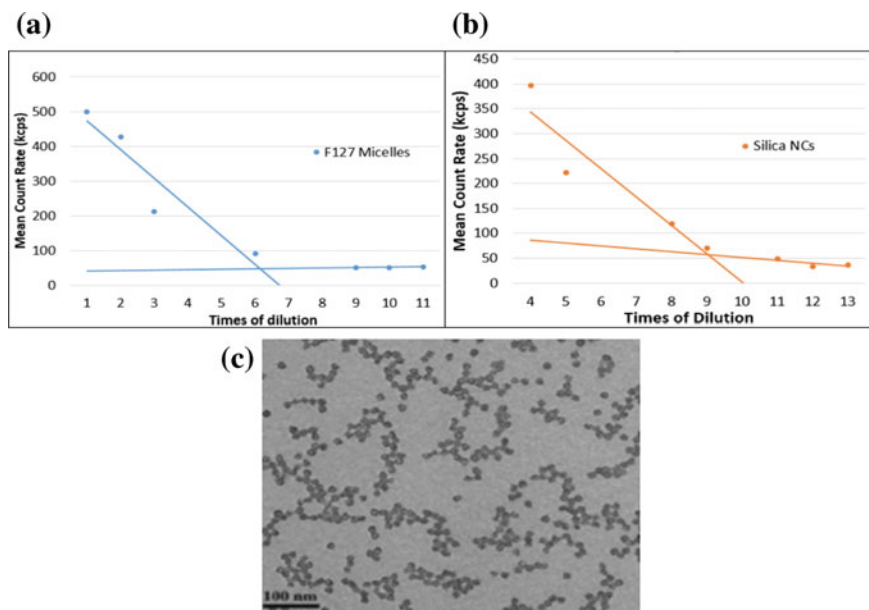 (a)
600
500
400
300
200
100
0
Mean Count Rate (kcps)
F127 Micelles
1 2 3 4 5 6 7 8 9 10 11
Times of dilution
(b)
450
400
350
300
250
200
150
100
50
0
Mean Count Rate (kcps)
Silica NCs
4 5 6 7 8 9 10 11 12 13
Times of Dilution
(c)
100 nm